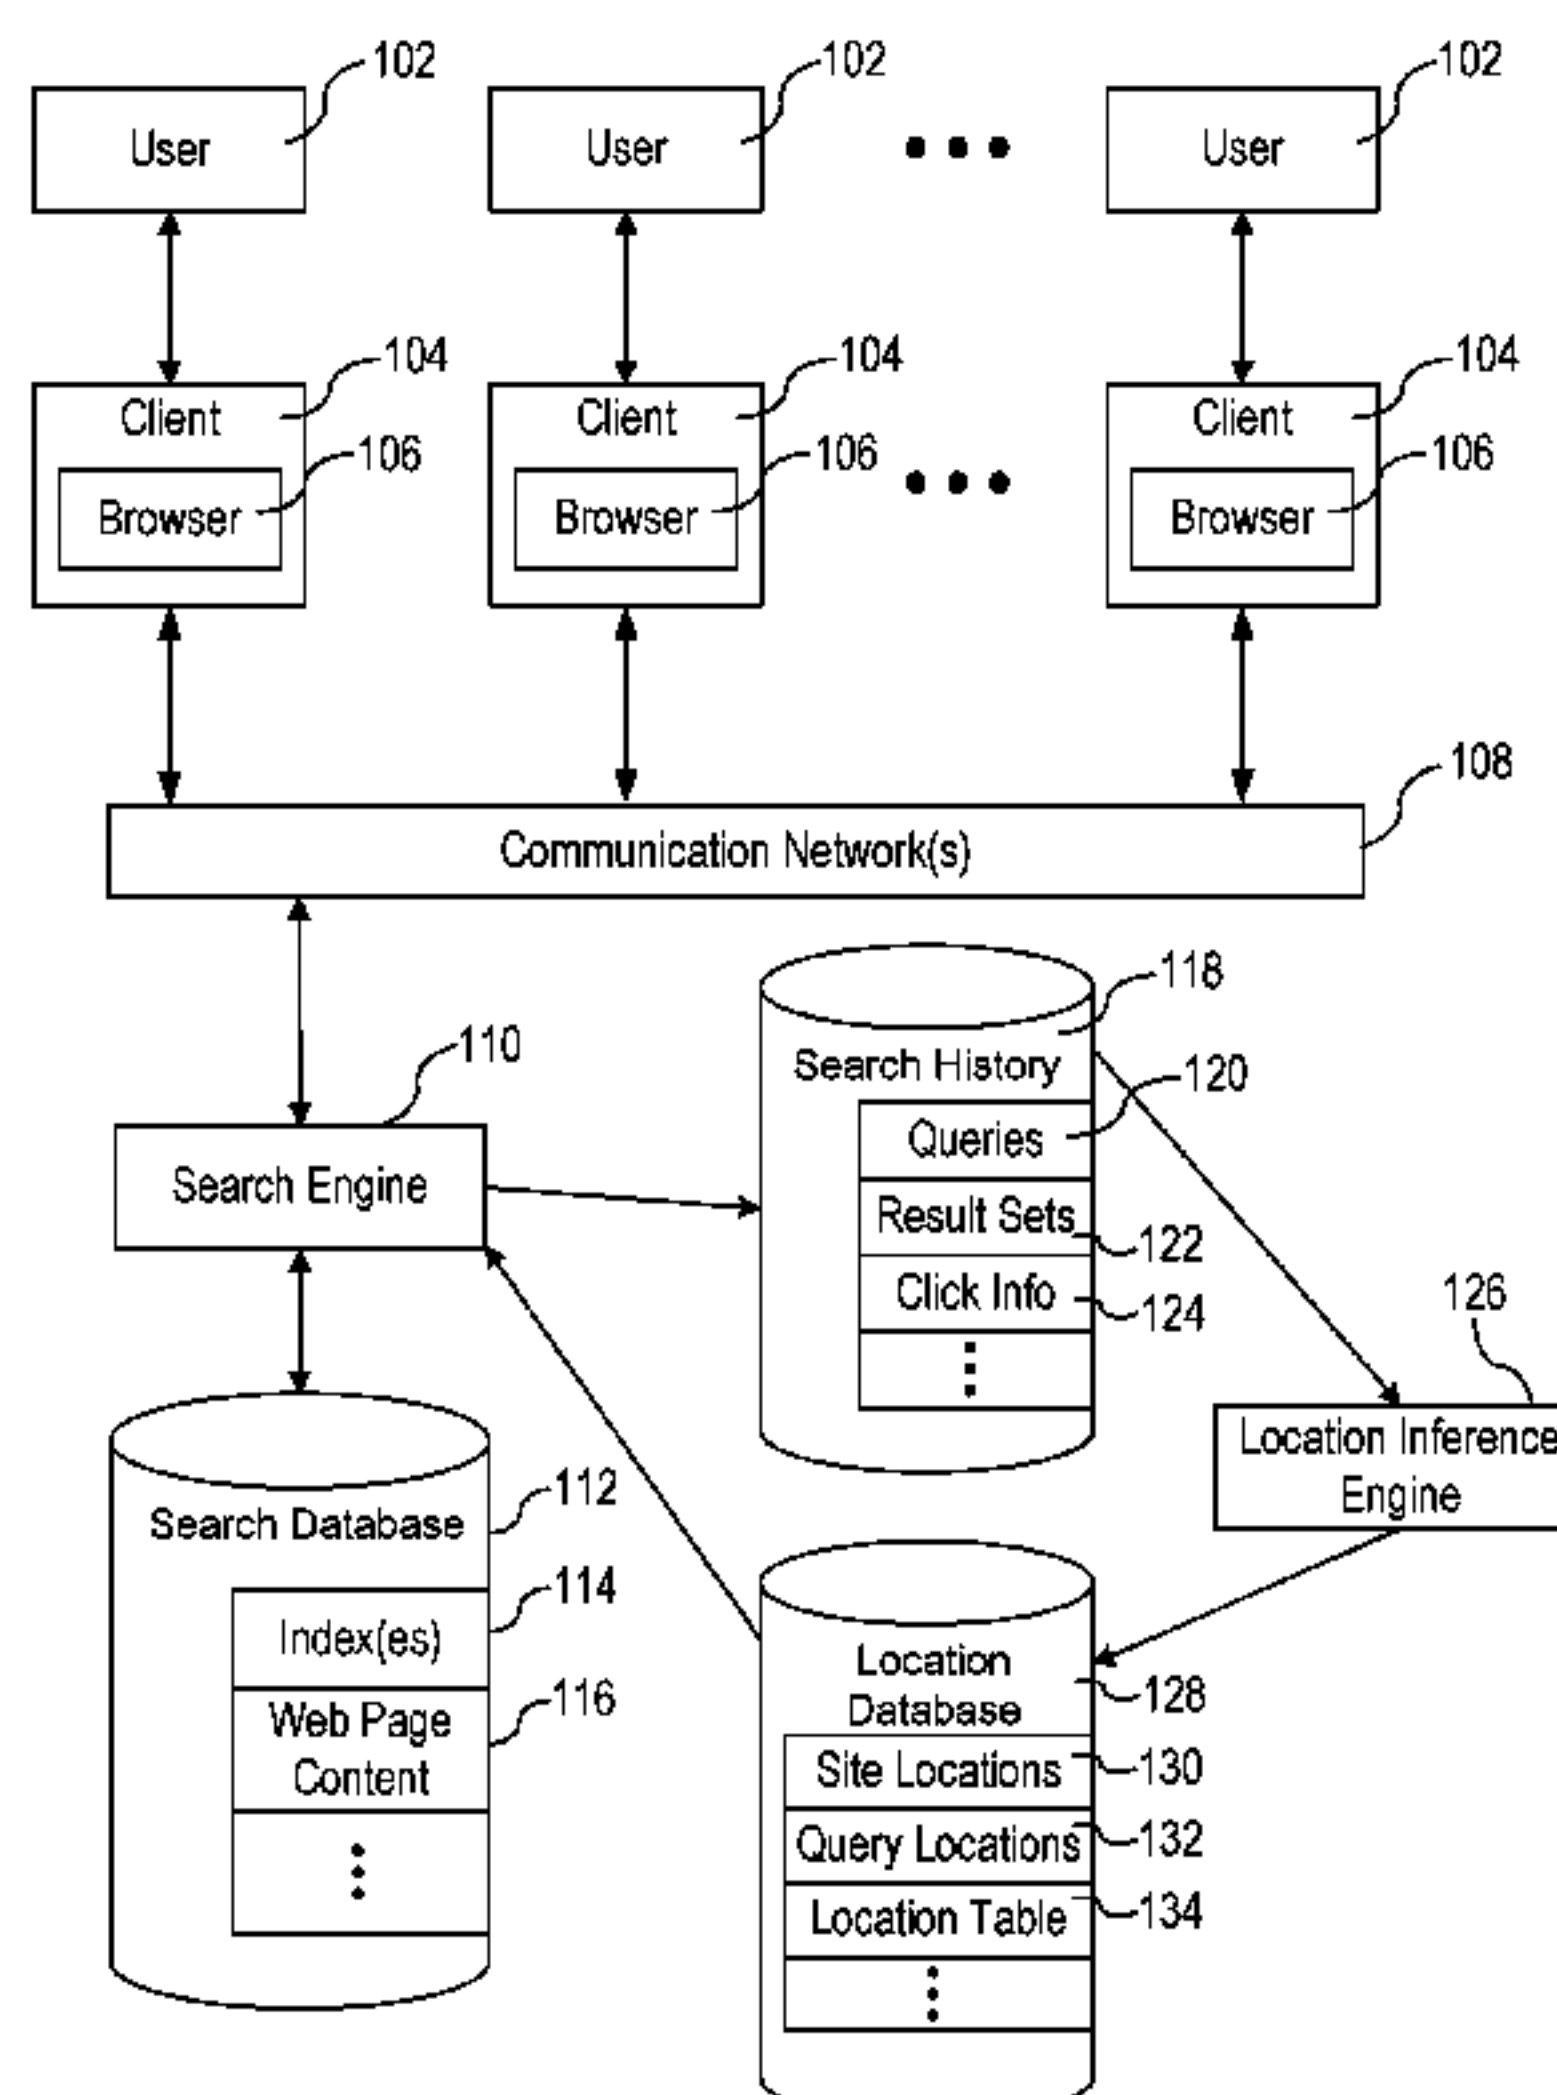 102
102
102
User
User
User
104
104
104
Client
Client
Client
106
106
106
Browser
Browser
Browser
108
Communication Network(s)
118
110
Search History
120
Queries
Search Engine
Result Sets
122
Click Info
124
126
Location Inference
Engine
112
Search Database
114
Index(es)
116
Web Page
Content
Location
Database
128
Site Locations
130
Query Locations
132
Location Table
134